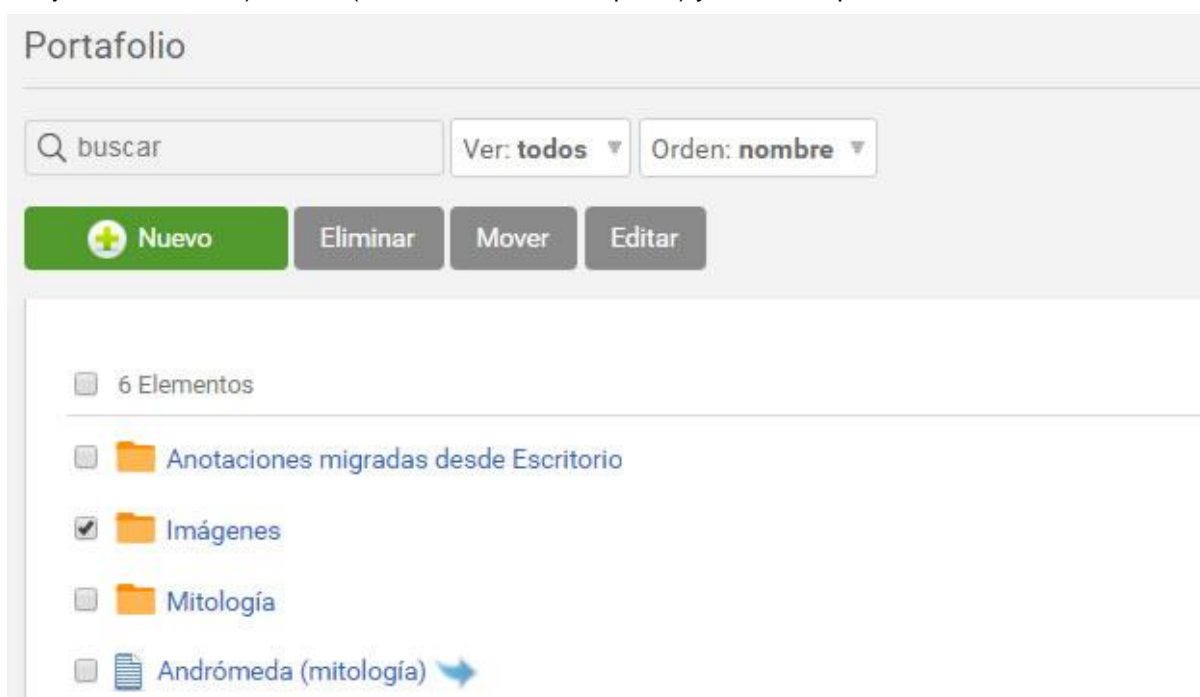 Portafolio
buscar Ver: todos Orden: nombre
Nuevo Eliminar Mover Editar
6 Elementos
Anotaciones migradas desde Escritorio
Imágenes
Mitología
Andrómeda (mitología)